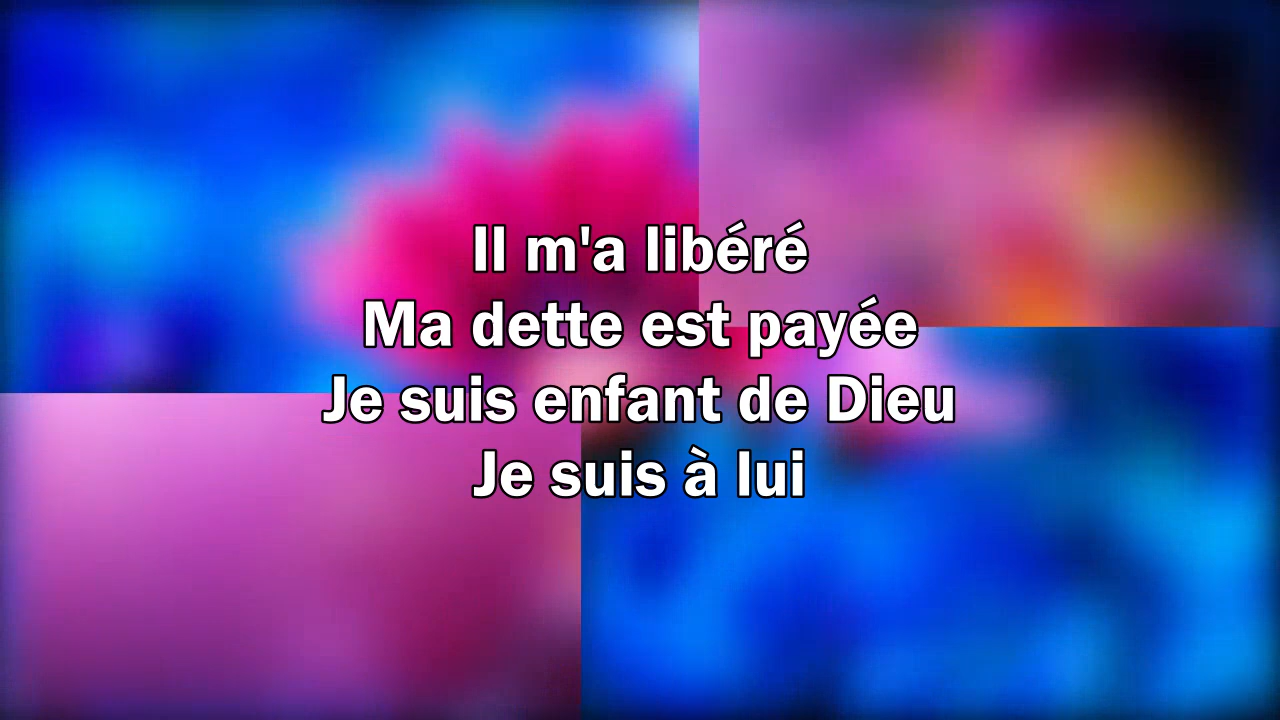 Il m'a libéré
Ma dette est payée
Je suis enfant de Dieu
Je suis à lui